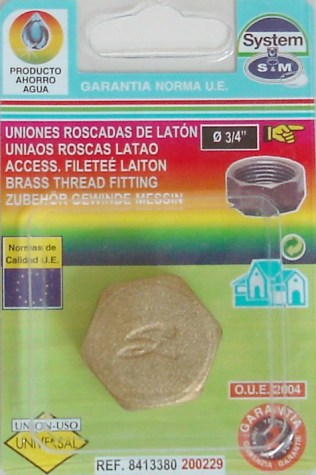 PRODUCTO
AHORRO
AGUA
System
S&M
GARANTIA NORMA U.E.
UNIONES ROSCADAS DE LATÓN
Ø 3/4"
UNIAOS ROSCAS LATAO
ACCESS. FILETEÉ LAITON
BRASS THREAD FITTING
ZUBEHÖR GEWINDE MESSIN
Normas de
Calidad U.E.
UNION-USO
UNIVERSAL
O.U.E. 2004
GARANTIA
GARANTIA
REF. 8413380 200229